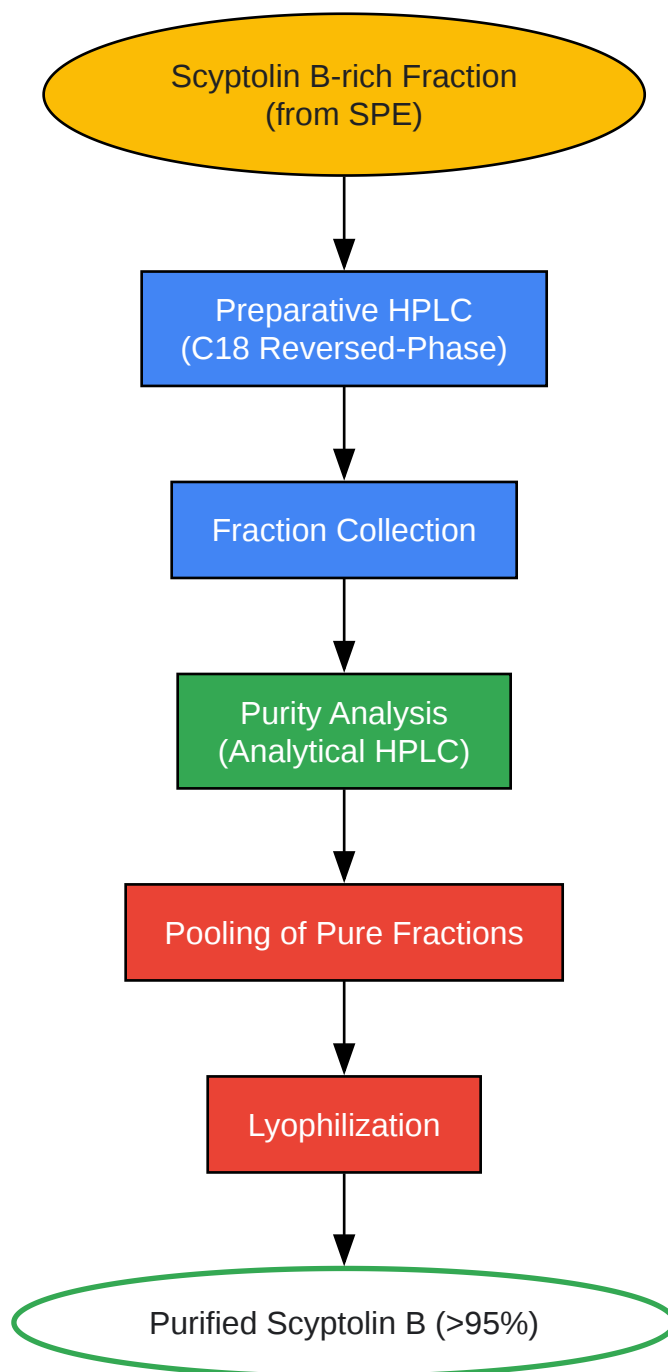 Scyptolin B-rich Fraction
(from SPE)
Preparative HPLC
(C18 Reversed-Phase)
Fraction Collection
Purity Analysis
(Analytical HPLC)
Pooling of Pure Fractions
Lyophilization
Purified Scyptolin B (>95%)